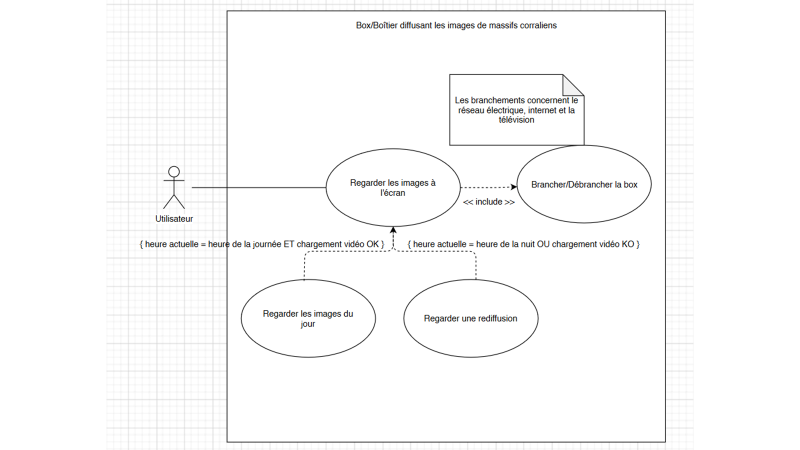 Box/Boîtier diffusant les images de massifs corraliens
Les branchements concernent le
réseau électrique, internet et la
télévision
Regarder les images à
l'écran
Brancher/Débrancher la box
<< include >>
Utilisateur
{ heure actuelle = heure de la journée ET chargement vidéo OK }
{ heure actuelle = heure de la nuit OU chargement vidéo KO }
Regarder les images du
jour
Regarder une rediffusion